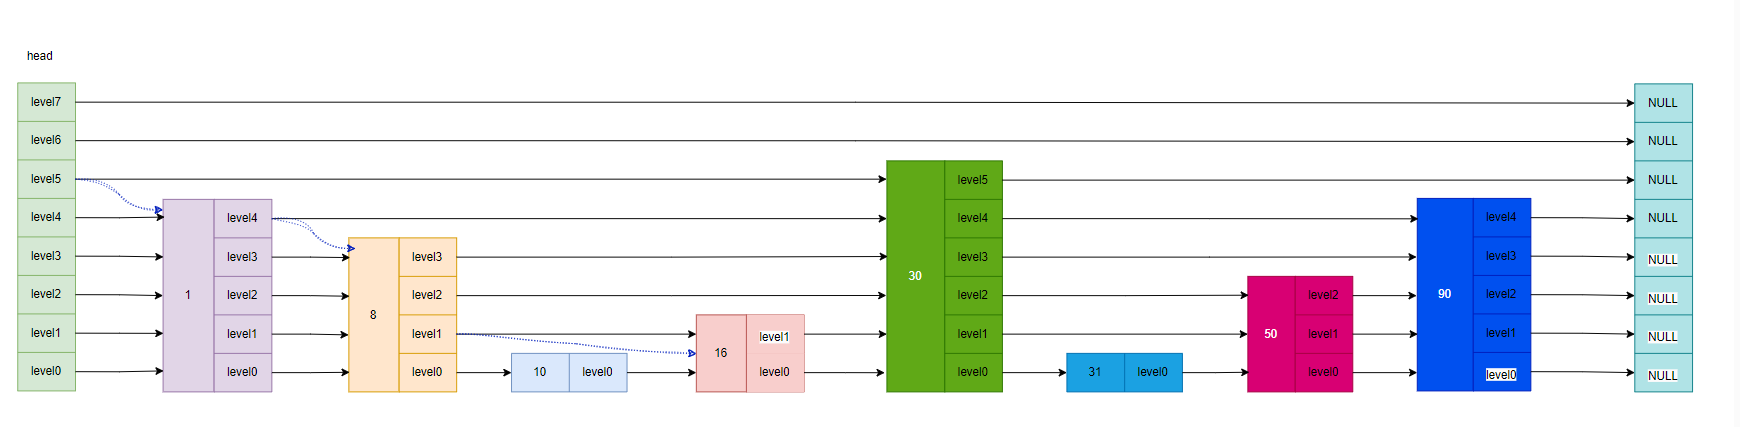 head
level7 NULL
level6 NULL
level5 level5 NULL
level4 level4 level4 level4 NULL
level3 level3 level3 level3 level3 NULL
30
level2 1 level2 level2 level2 level2 90 level2 NULL
8
level1 level1 level1 level1 level1 50 level1 level1 NULL
16
level0 level0 level0 10 level0 level0 level0 31 level0 level0 level0 NULL